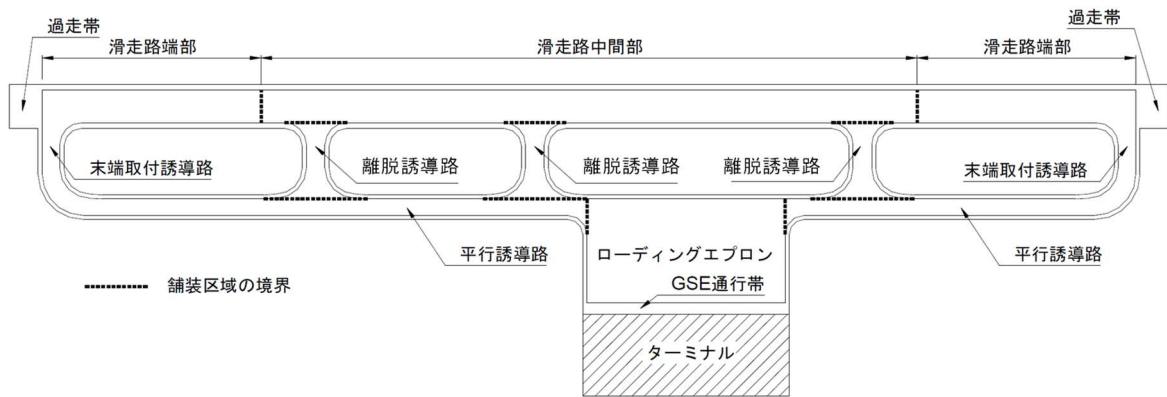 過走帯
過走帯
滑走路端部
滑走路中間部
滑走路端部
末端取付誘導路
離脱誘導路
離脱誘導路
離脱誘導路
末端取付誘導路
平行誘導路
ローディングエプロン
平行誘導路
舗装区域の境界
GSE通行帯
ターミナル